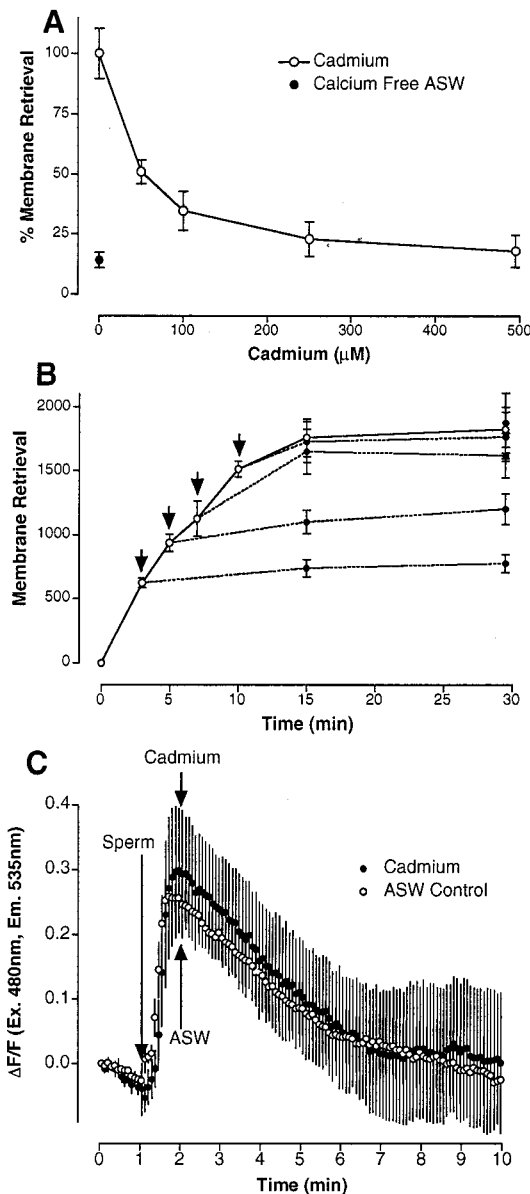 A
% Membrane Retrieval
100
75
50
25
0
Cadmium
Calcium Free ASW
0 100 200 300 400 500
Cadmium (μM)
B
Membrane Retrieval
2000
1500
1000
500
0
0 5 10 15 20 25 30
Time (min)
C
ΔF/F (Ex. 480nm, Em. 535nm)
0.4
0.3
0.2
0.1
0.0
Cadmium
Sperm
Cadmium
ASW Control
ASW
0 1 2 3 4 5 6 7 8 9 10
Time (min)